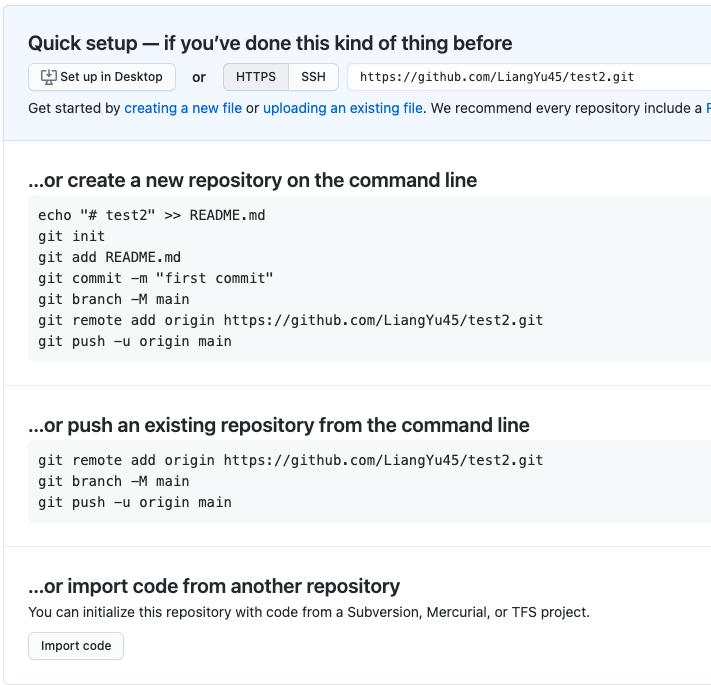 Quick setup — if you’ve done this kind of thing before
Set up in Desktop or HTTPS SSH https://github.com/LiangYu45/test2.git
Get started by creating a new file or uploading an existing file. We recommend every repository include a
...or create a new repository on the command line
echo "# test2" >> README.md
git init
git add README.md
git commit -m "first commit"
git branch -M main
git remote add origin https://github.com/LiangYu45/test2.git
git push -u origin main
...or push an existing repository from the command line
git remote add origin https://github.com/LiangYu45/test2.git
git branch -M main
git push -u origin main
...or import code from another repository
You can initialize this repository with code from a Subversion, Mercurial, or TFS project.
Import code